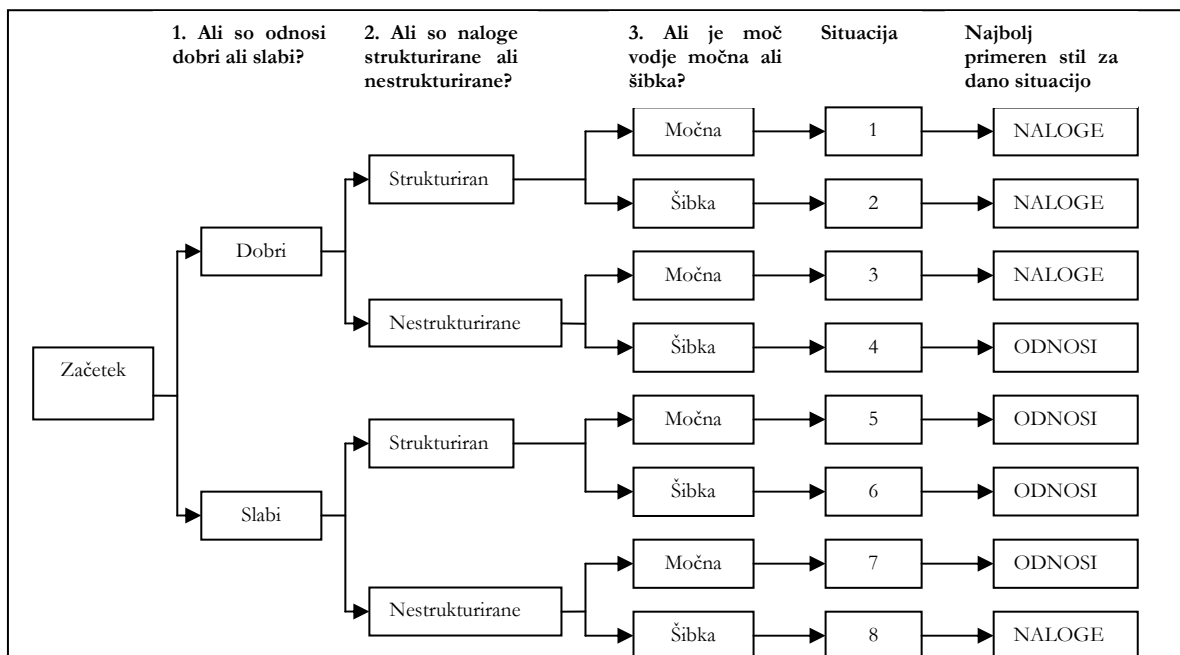 1. Ali so odnosi
dobri ali slabi?
2. Ali so naloge
strukturirane ali
nestrukturirane?
3. Ali je moč
vodje močna ali
šibka?
Situacija
Najbolj
primeren stil za
dano situacijo
Močna
1
NALOGE
Strukturiran
Šibka
2
NALOGE
Dobri
Močna
3
NALOGE
Nestrukturirane
Šibka
4
ODNOSI
Začetek
Močna
5
ODNOSI
Strukturiran
Šibka
6
ODNOSI
Slabi
Močna
7
ODNOSI
Nestrukturirane
Šibka
8
NALOGE